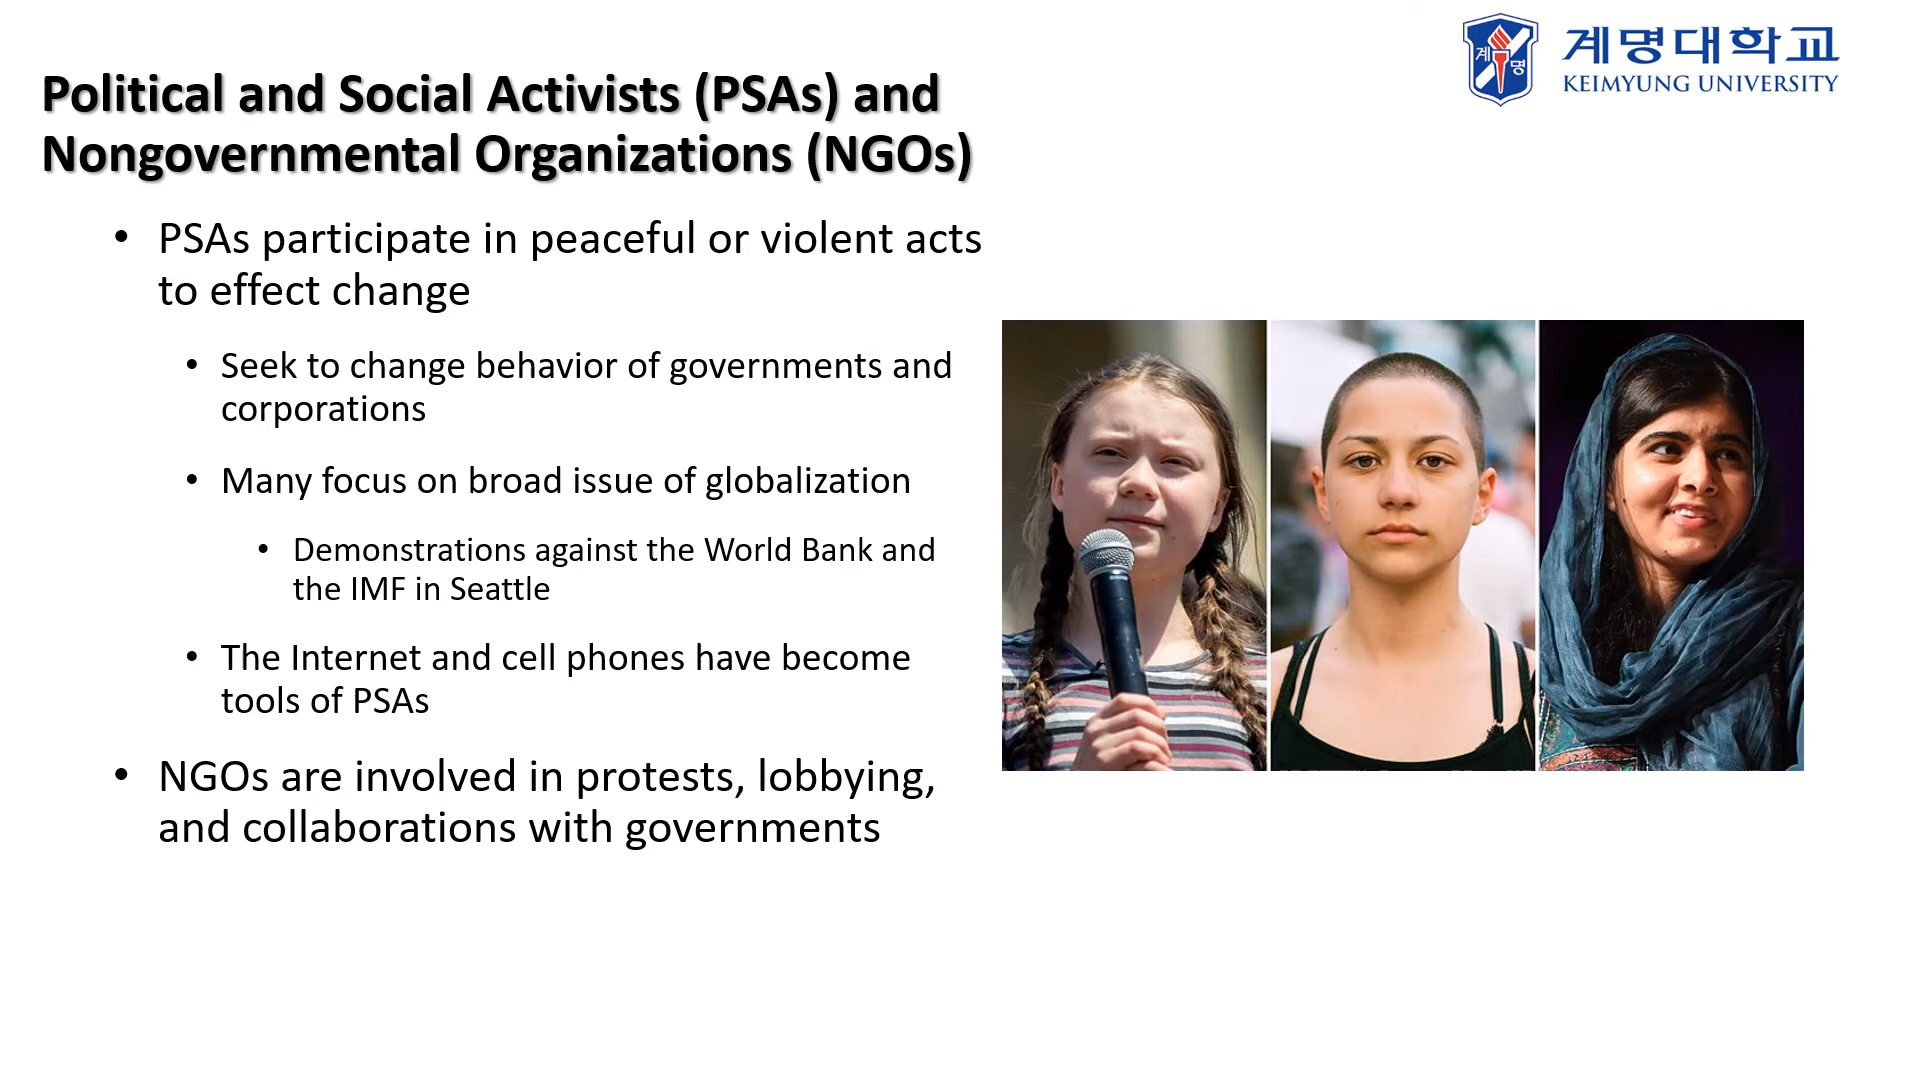 계명대학교
KEIMYUNG UNIVERSITY
계
명
Political and Social Activists (PSAs) and
Nongovernmental Organizations (NGOs)
• PSAs participate in peaceful or violent acts
to effect change
• Seek to change behavior of governments and
corporations
• Many focus on broad issue of globalization
• Demonstrations against the World Bank and
the IMF in Seattle
• The Internet and cell phones have become
tools of PSAs
• NGOs are involved in protests, lobbying,
and collaborations with governments